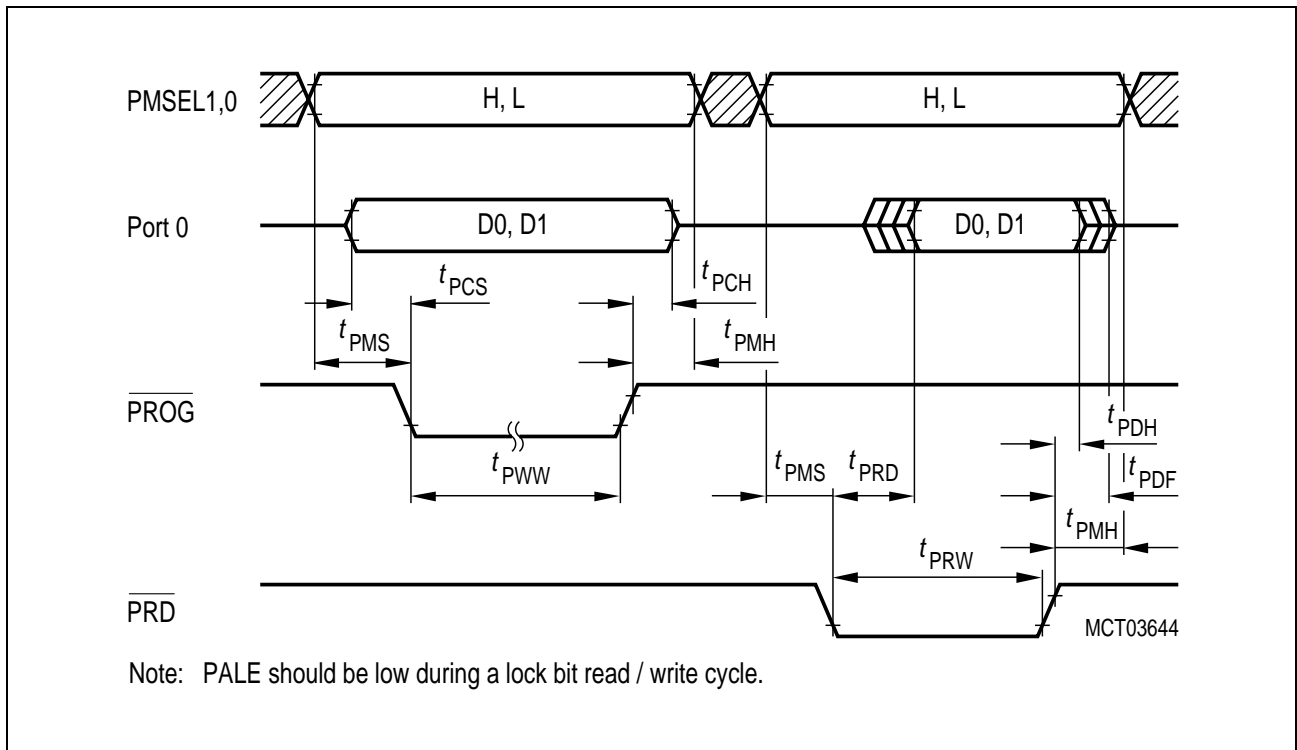 PMSEL1,0
H, L
H, L
Port 0
D0, D1
D0, D1
tPCS
tPCH
tPMS
tPMH
PROG
tPWW
tPDH
tPMS
tPRD
tPDF
tPMH
tPRW
PRD
MCT03644
Note: PALE should be low during a lock bit read / write cycle.